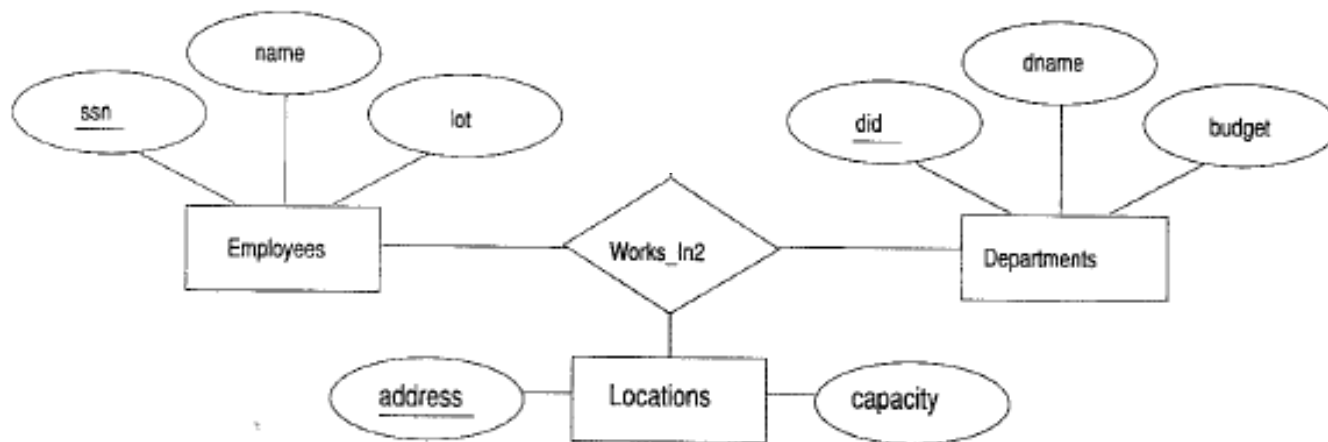 name
ssn
lot
dname
did
budget
Employees
Works_In2
Departments
address
Locations
capacity